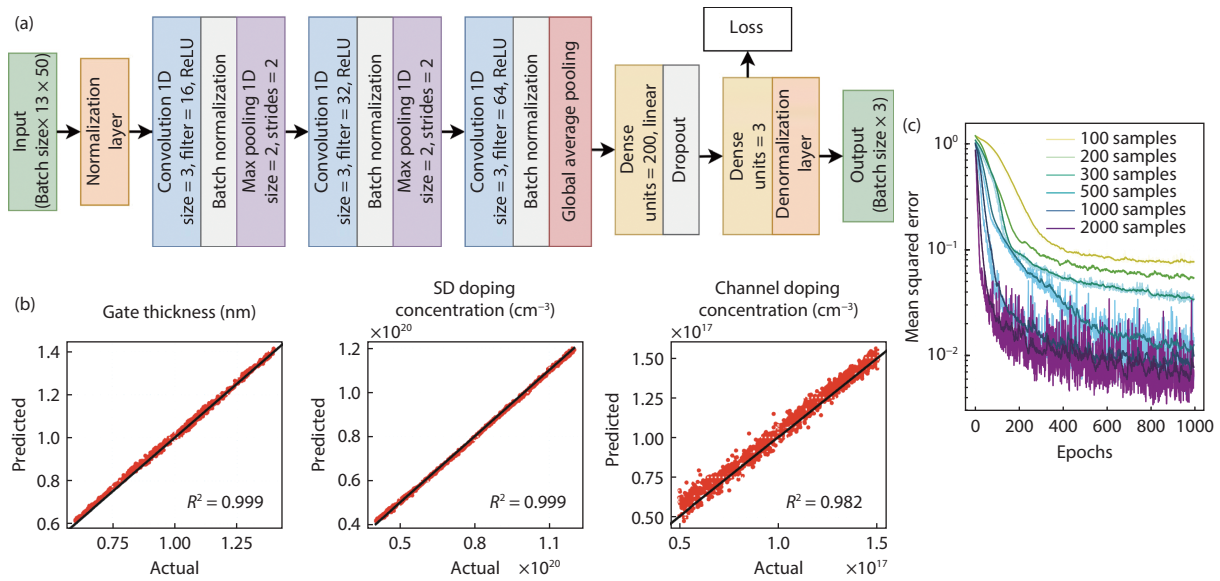 (a)
Input
(Batch size× 13 × 50)
Normalization
layer
Convolution 1D
size = 3, filter = 16, ReLU
Batch normalization
Max pooling 1D
size = 2, strides = 2
Convolution 1D
size = 3, filter = 32, ReLU
Batch normalization
Max pooling 1D
size = 2, strides = 2
Convolution 1D
size = 3, filter = 64, ReLU
Batch normalization
Global average pooling
Dense
units = 200, linear
Dropout
Loss
Dense
units = 3
Denormalization
layer
Output
(Batch size × 3)
(b)
Gate thickness (nm)
Predicted
1.4
1.2
1.0
0.8
0.6
0.75
1.00
1.25
R² = 0.999
Actual
SD doping
concentration (cm⁻³)
×10²⁰
Predicted
1.2
1.0
0.8
0.6
0.4
0.5
0.8
1.1
R² = 0.999
Actual
×10²⁰
Channel doping
concentration (cm⁻³)
×10¹⁷
Predicted
1.50
1.25
1.00
0.75
0.50
0.5
1.0
1.5
R² = 0.982
Actual
×10¹⁷
(c)
Mean squared error
10⁰
10⁻¹
10⁻²
100 samples
200 samples
300 samples
500 samples
1000 samples
2000 samples
0
200
400
600
800
1000
Epochs